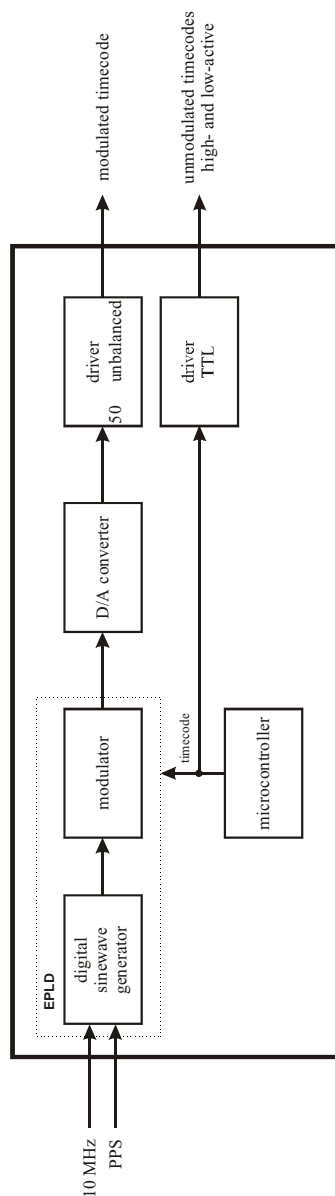 10 MHz
PPS
EPLD
digital
sinewave
generator
modulator
D/A converter
driver
unbalanced
50
modulated timecode
timecode
microcontroller
driver
TTL
unmodulated timecodes
high- and low-active